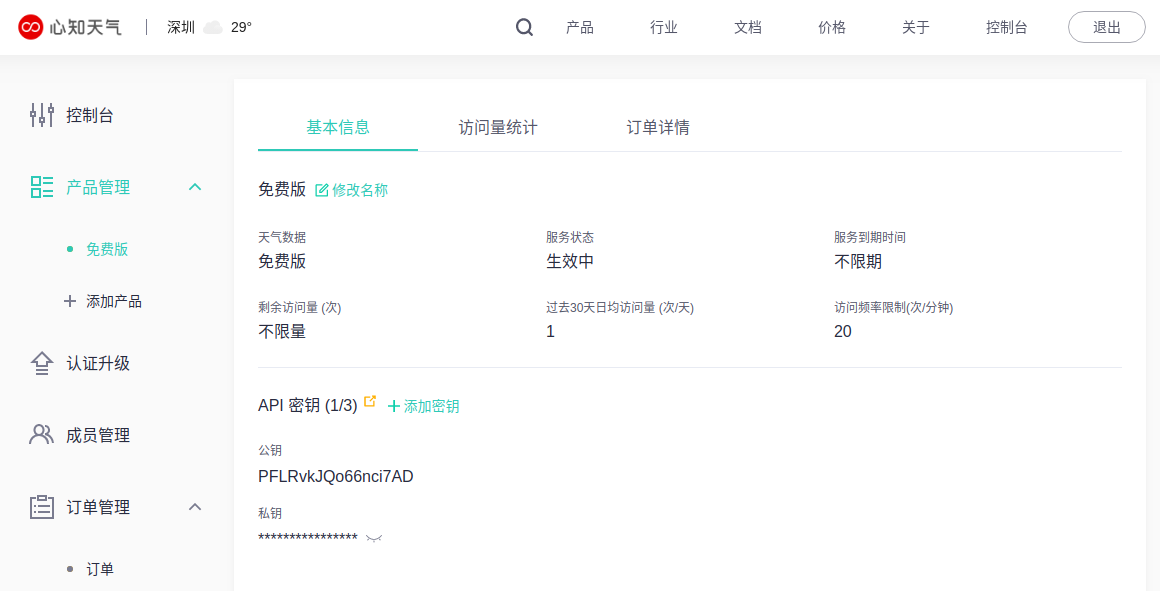 心知天气 深圳 29° 产品 行业 文档 价格 关于 控制台 退出
控制台
产品管理
免费版
添加产品
认证升级
成员管理
订单管理
订单
基本信息 访问量统计 订单详情
免费版 修改名称
天气数据 服务状态 服务到期时间
免费版 生效中 不限期
剩余访问量 (次) 过去30天日均访问量 (次/天) 访问频率限制(次/分钟)
不限量 1 20
API 密钥 (1/3) 添加密钥
公钥
PFLRvkJQo66nci7AD
私钥
****************